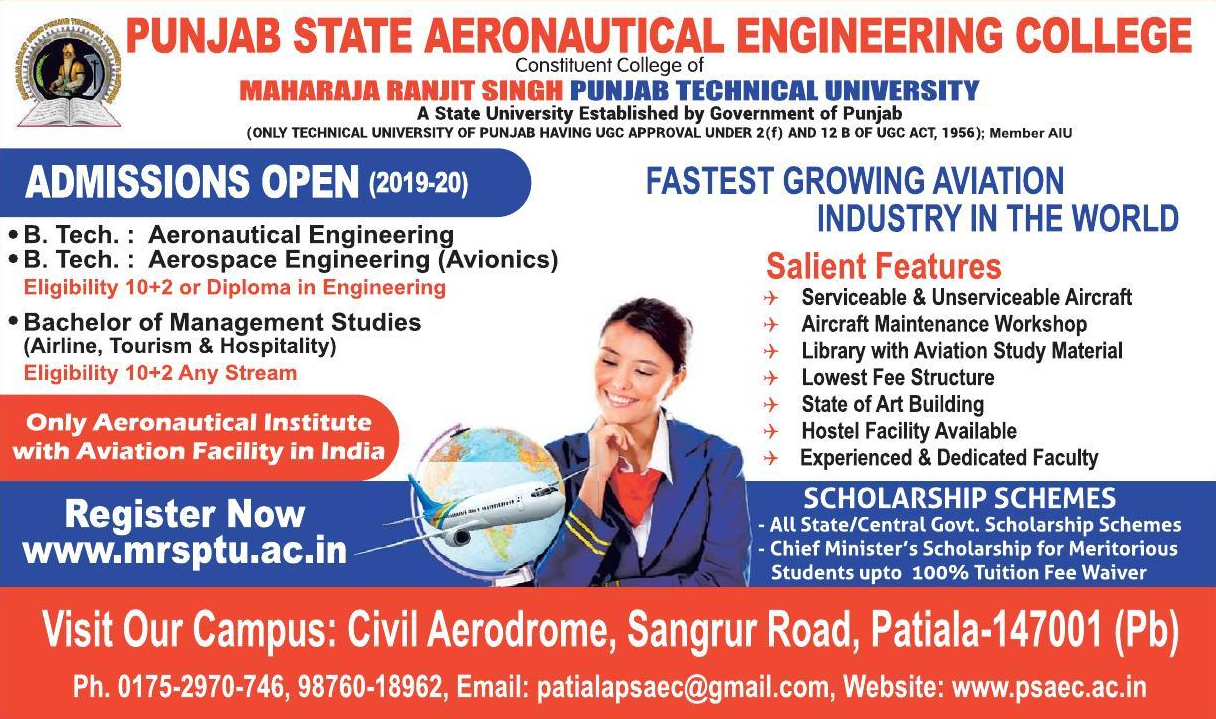 PUNJAB STATE AERONAUTICAL ENGINEERING COLLEGE
Constituent College of
MAHARAJA RANJIT SINGH PUNJAB TECHNICAL UNIVERSITY
A State University Established by Government of Punjab
(ONLY TECHNICAL UNIVERSITY OF PUNJAB HAVING UGC APPROVAL UNDER 2(f) AND 12 B OF UGC ACT, 1956); Member AIU
ADMISSIONS OPEN (2019-20)
• B. Tech. : Aeronautical Engineering
• B. Tech. : Aerospace Engineering (Avionics)
Eligibility 10+2 or Diploma in Engineering
• Bachelor of Management Studies
(Airline, Tourism & Hospitality)
Eligibility 10+2 Any Stream
Only Aeronautical Institute
with Aviation Facility in India
Register Now
www.mrsptu.ac.in
FASTEST GROWING AVIATION
INDUSTRY IN THE WORLD
Salient Features
Serviceable & Unserviceable Aircraft
Aircraft Maintenance Workshop
Library with Aviation Study Material
Lowest Fee Structure
State of Art Building
Hostel Facility Available
Experienced & Dedicated Faculty
SCHOLARSHIP SCHEMES
- All State/Central Govt. Scholarship Schemes
- Chief Minister's Scholarship for Meritorious
Students upto 100% Tuition Fee Waiver
Visit Our Campus: Civil Aerodrome, Sangrur Road, Patiala-147001 (Pb)
Ph. 0175-2970-746, 98760-18962, Email: patialapsaec@gmail.com, Website: www.psaec.ac.in